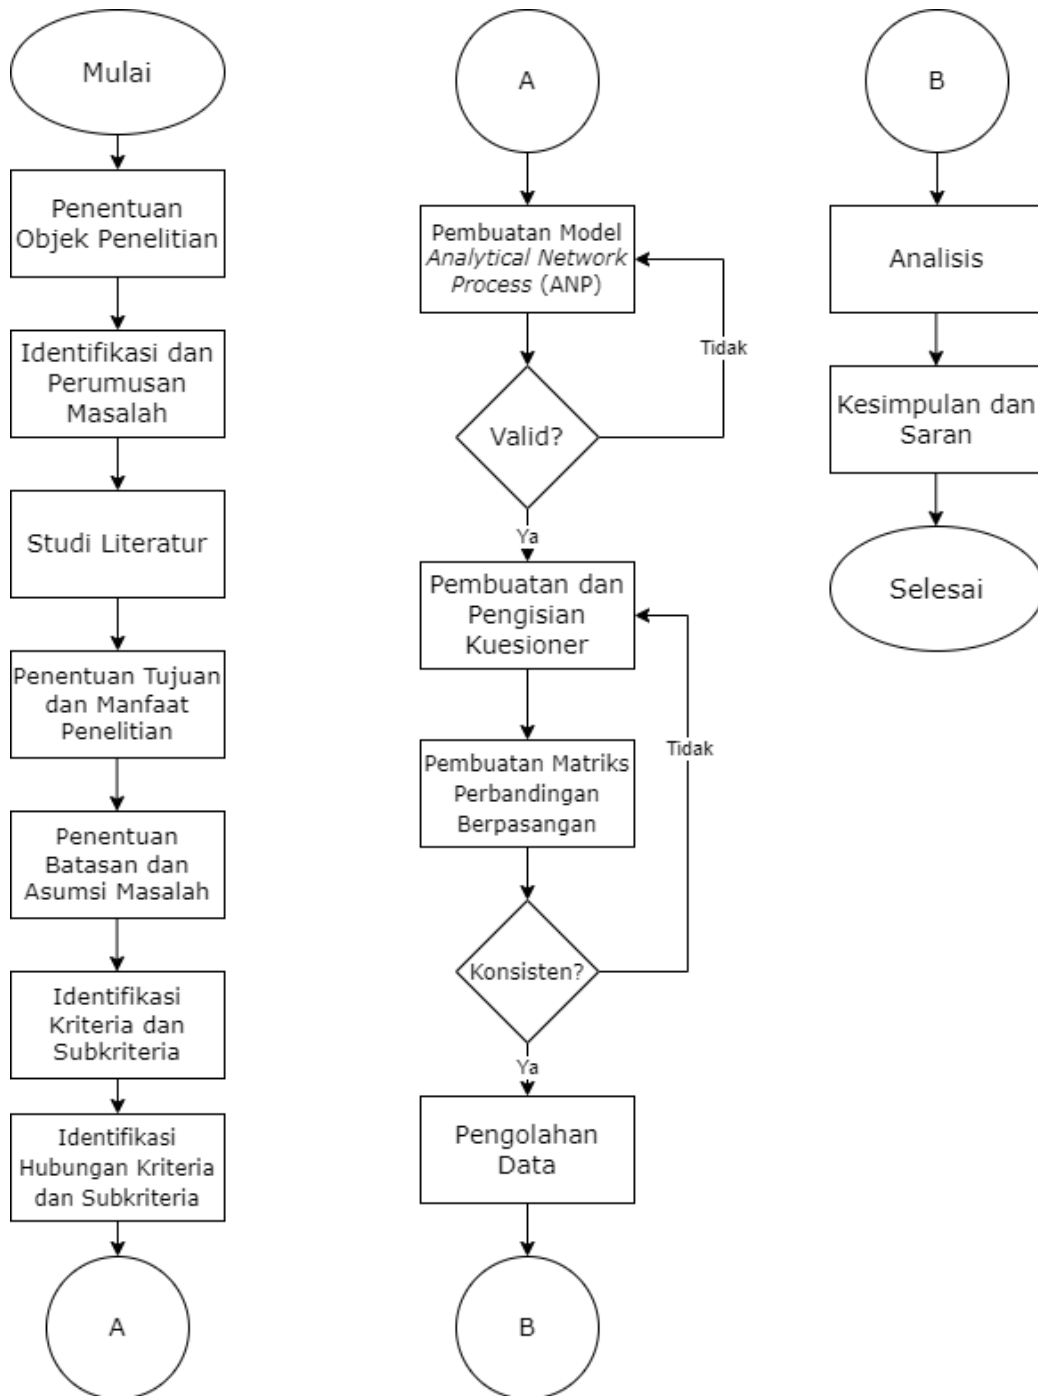 Mulai
Penentuan
Objek Penelitian
Identifikasi dan
Perumusan
Masalah
Studi Literatur
Penentuan Tujuan
dan Manfaat
Penelitian
Penentuan
Batasan dan
Asumsi Masalah
Identifikasi
Kriteria dan
Subkriteria
Identifikasi
Hubungan Kriteria
dan Subkriteria
A
A
Pembuatan Model
Analytical Network
Process (ANP)
Tidak
Valid?
Ya
Pembuatan dan
Pengisian
Kuesioner
Tidak
Pembuatan Matriks
Perbandingan
Berpasangan
Konsisten?
Ya
Pengolahan
Data
B
B
Analisis
Kesimpulan dan
Saran
Selesai